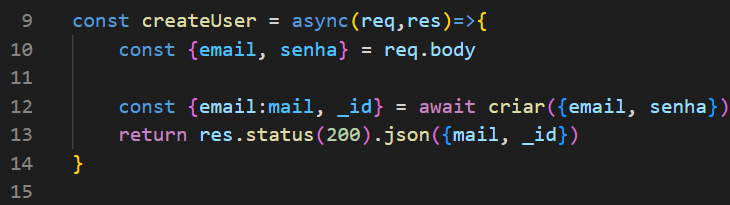 9 const createUser = async(req,res)=>{
10 const {email, senha} = req.body
11
12 const {email:mail, _id} = await criar({email, senha})
13 return res.status(200).json({mail, _id})
14 }
15